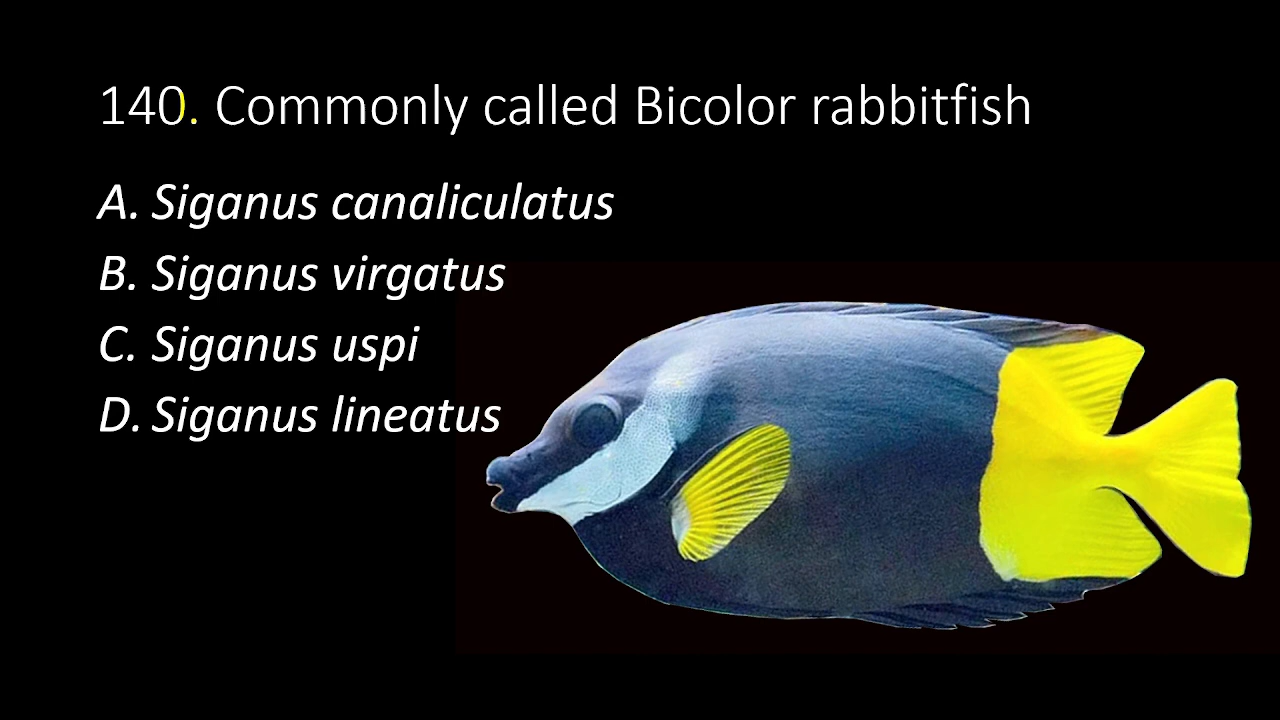 140. Commonly called Bicolor rabbitfish
A. Siganus canaliculatus
B. Siganus virgatus
C. Siganus uspi
D. Siganus lineatus